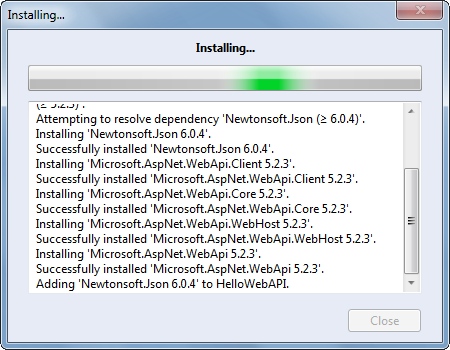 Installing...
Installing...
(≥ 5.2.3)'.
Attempting to resolve dependency 'Newtonsoft.Json (≥ 6.0.4)'.
Installing 'Newtonsoft.Json 6.0.4'.
Successfully installed 'Newtonsoft.Json 6.0.4'.
Installing 'Microsoft.AspNet.WebApi.Client 5.2.3'.
Successfully installed 'Microsoft.AspNet.WebApi.Client 5.2.3'.
Installing 'Microsoft.AspNet.WebApi.Core 5.2.3'.
Successfully installed 'Microsoft.AspNet.WebApi.Core 5.2.3'.
Installing 'Microsoft.AspNet.WebApi.WebHost 5.2.3'.
Successfully installed 'Microsoft.AspNet.WebApi.WebHost 5.2.3'.
Installing 'Microsoft.AspNet.WebApi 5.2.3'.
Successfully installed 'Microsoft.AspNet.WebApi 5.2.3'.
Adding 'Newtonsoft.Json 6.0.4' to HelloWebAPI.
Close